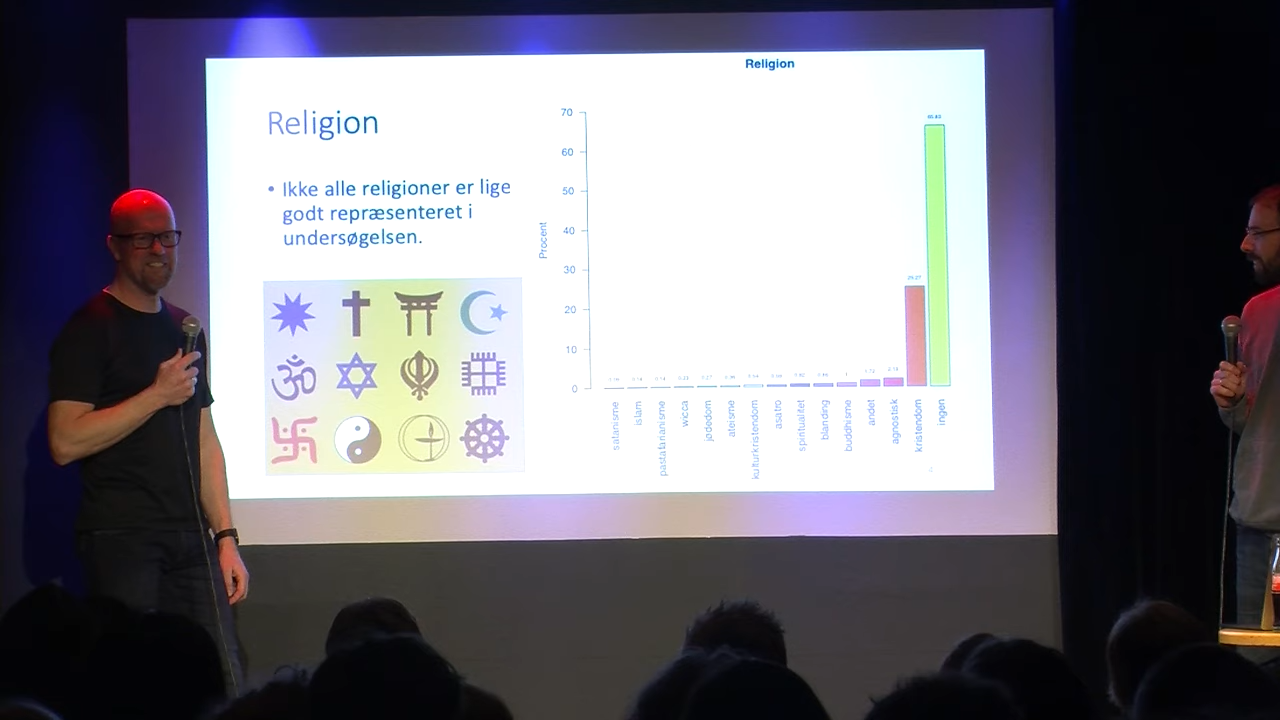 Religion
Religion
• Ikke alle religioner er lige
godt repræsenteret i
undersøgelsen.
Procent
70
60
50
40
30
20
10
0
satanisme
islam
pastafarianisme
wicca
jødedom
ateisme
kulturkristendom
asatro
spiritualitet
blanding
buddhisme
andet
agnostisk
kristendom
ingen